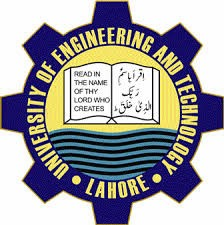 UNIVERSITY OF ENGINEERING AND TECHNOLOGY
READ IN
THE NAME
OF THY
LORD WHO
CREATES
اقرأ باسم
ربك
الذی خلق
• LAHORE •